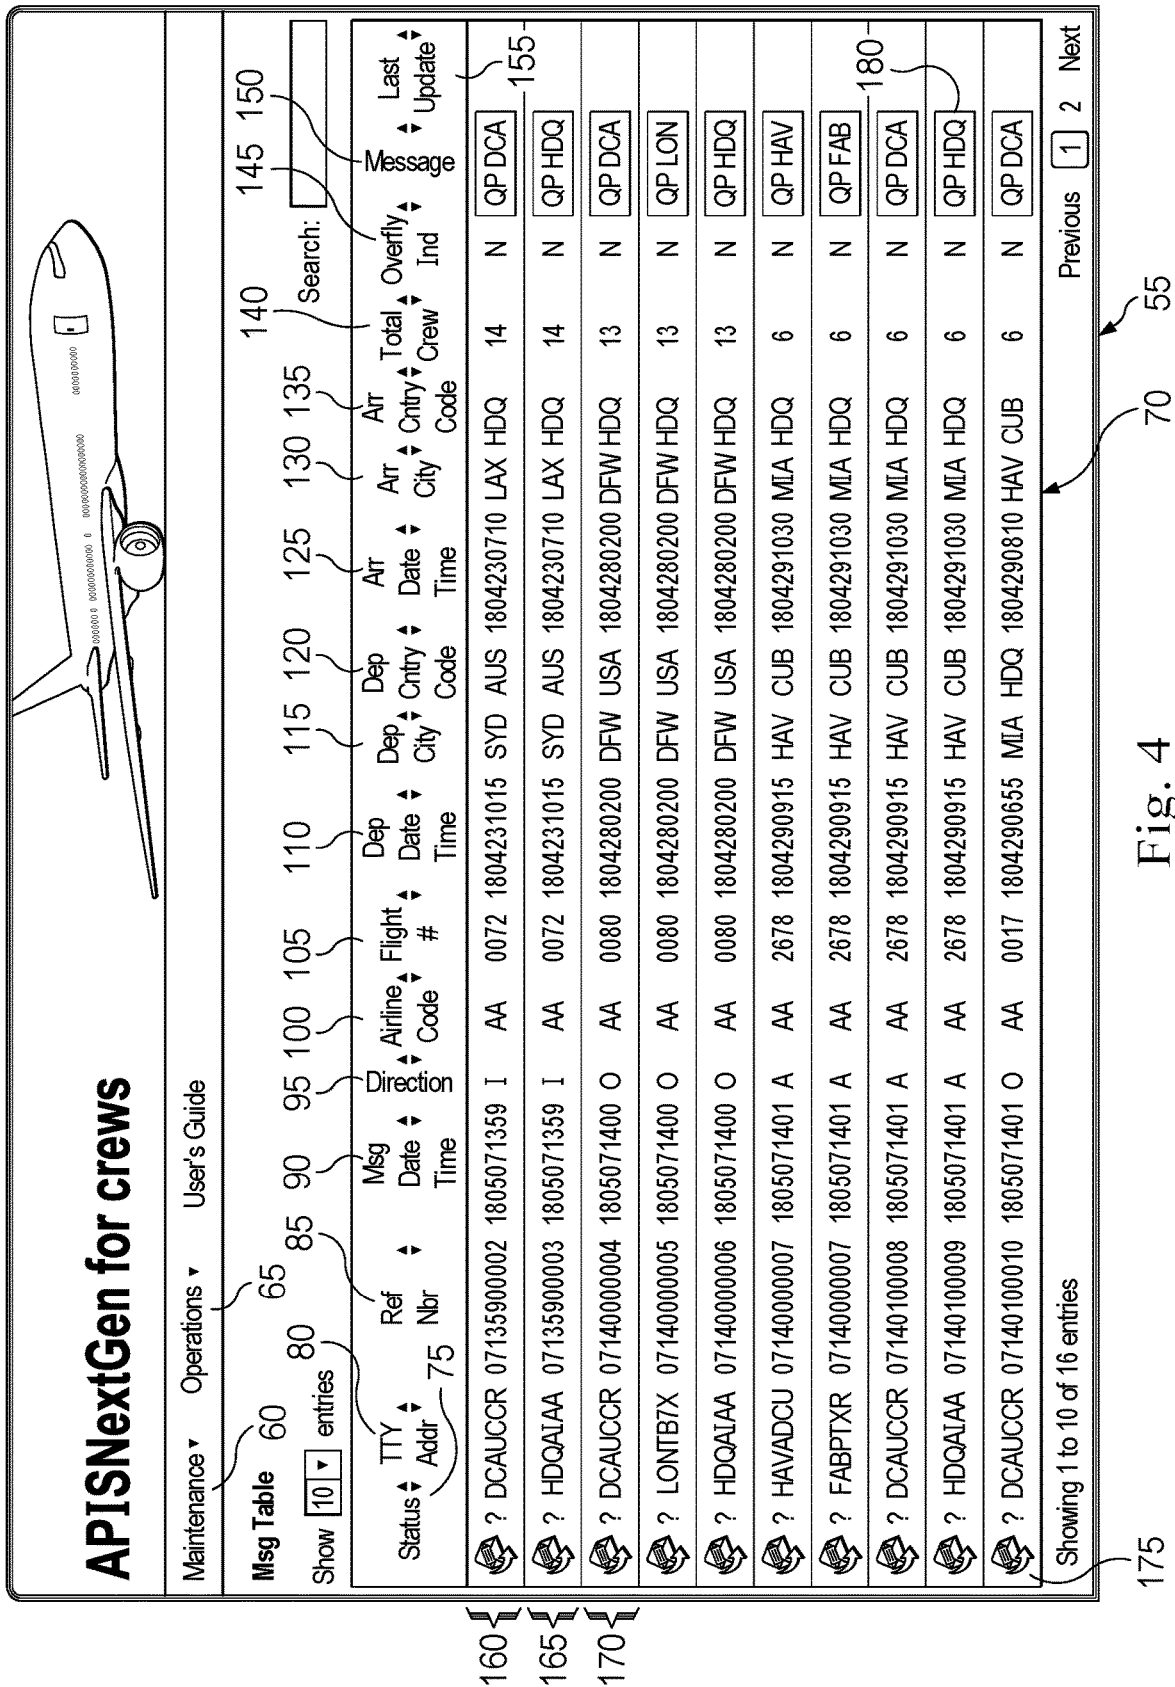 APISNextGen for crews
Maintenance ▾ Operations ▾ User's Guide
60 65
Msg Table
Show 10 ▾ entries Search:
80 85 90 95 100 105 110 115 120 125 130 135 140 145 150
Status TTY Addr Ref Nbr Msg Date Time Direction Airline Code Flight # Dep Date Time Dep City Dep Cntry Code Arr Date Time Arr City Arr Cntry Code Total Crew Overfly Ind Message Last Update
75 155
160 ? DCAUCCR 07135900002 1805071359 I AA 0072 1804231015 SYD AUS 1804230710 LAX HDQ 14 N QP DCA
165 ? HDQAIAA 07135900003 1805071359 I AA 0072 1804231015 SYD AUS 1804230710 LAX HDQ 14 N QP HDQ
170 ? DCAUCCR 07140000004 1805071400 O AA 0080 1804280200 DFW USA 1804280200 DFW HDQ 13 N QP DCA
? LONTB7X 07140000005 1805071400 O AA 0080 1804280200 DFW USA 1804280200 DFW HDQ 13 N QP LON
? HDQAIAA 07140000006 1805071400 O AA 0080 1804280200 DFW USA 1804280200 DFW HDQ 13 N QP HDQ
? HAVADCU 07140000007 1805071401 A AA 2678 1804290915 HAV CUB 1804291030 MIA HDQ 6 N QP HAV
? FABPTXR 07140000007 1805071401 A AA 2678 1804290915 HAV CUB 1804291030 MIA HDQ 6 N QP FAB
180
? DCAUCCR 07140100008 1805071401 A AA 2678 1804290915 HAV CUB 1804291030 MIA HDQ 6 N QP DCA
? HDQAIAA 07140100009 1805071401 A AA 2678 1804290915 HAV CUB 1804291030 MIA HDQ 6 N QP HDQ
? DCAUCCR 07140100010 1805071401 O AA 0017 1804290655 MIA HDQ 1804290810 HAV CUB 6 N QP DCA
Showing 1 to 10 of 16 entries Previous 1 2 Next
175 70 55
Fig. 4